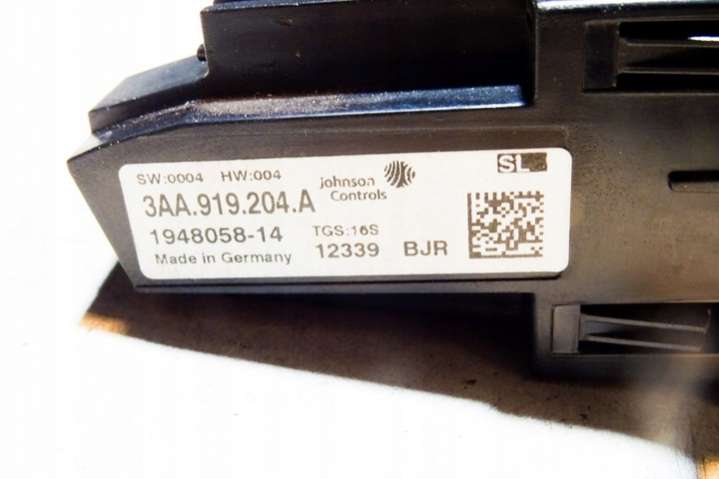 SW:0004 HW:004
Johnson
Controls
SL
3AA.919.204.A
1948058-14
TGS:16S
Made in Germany
12339 BJR